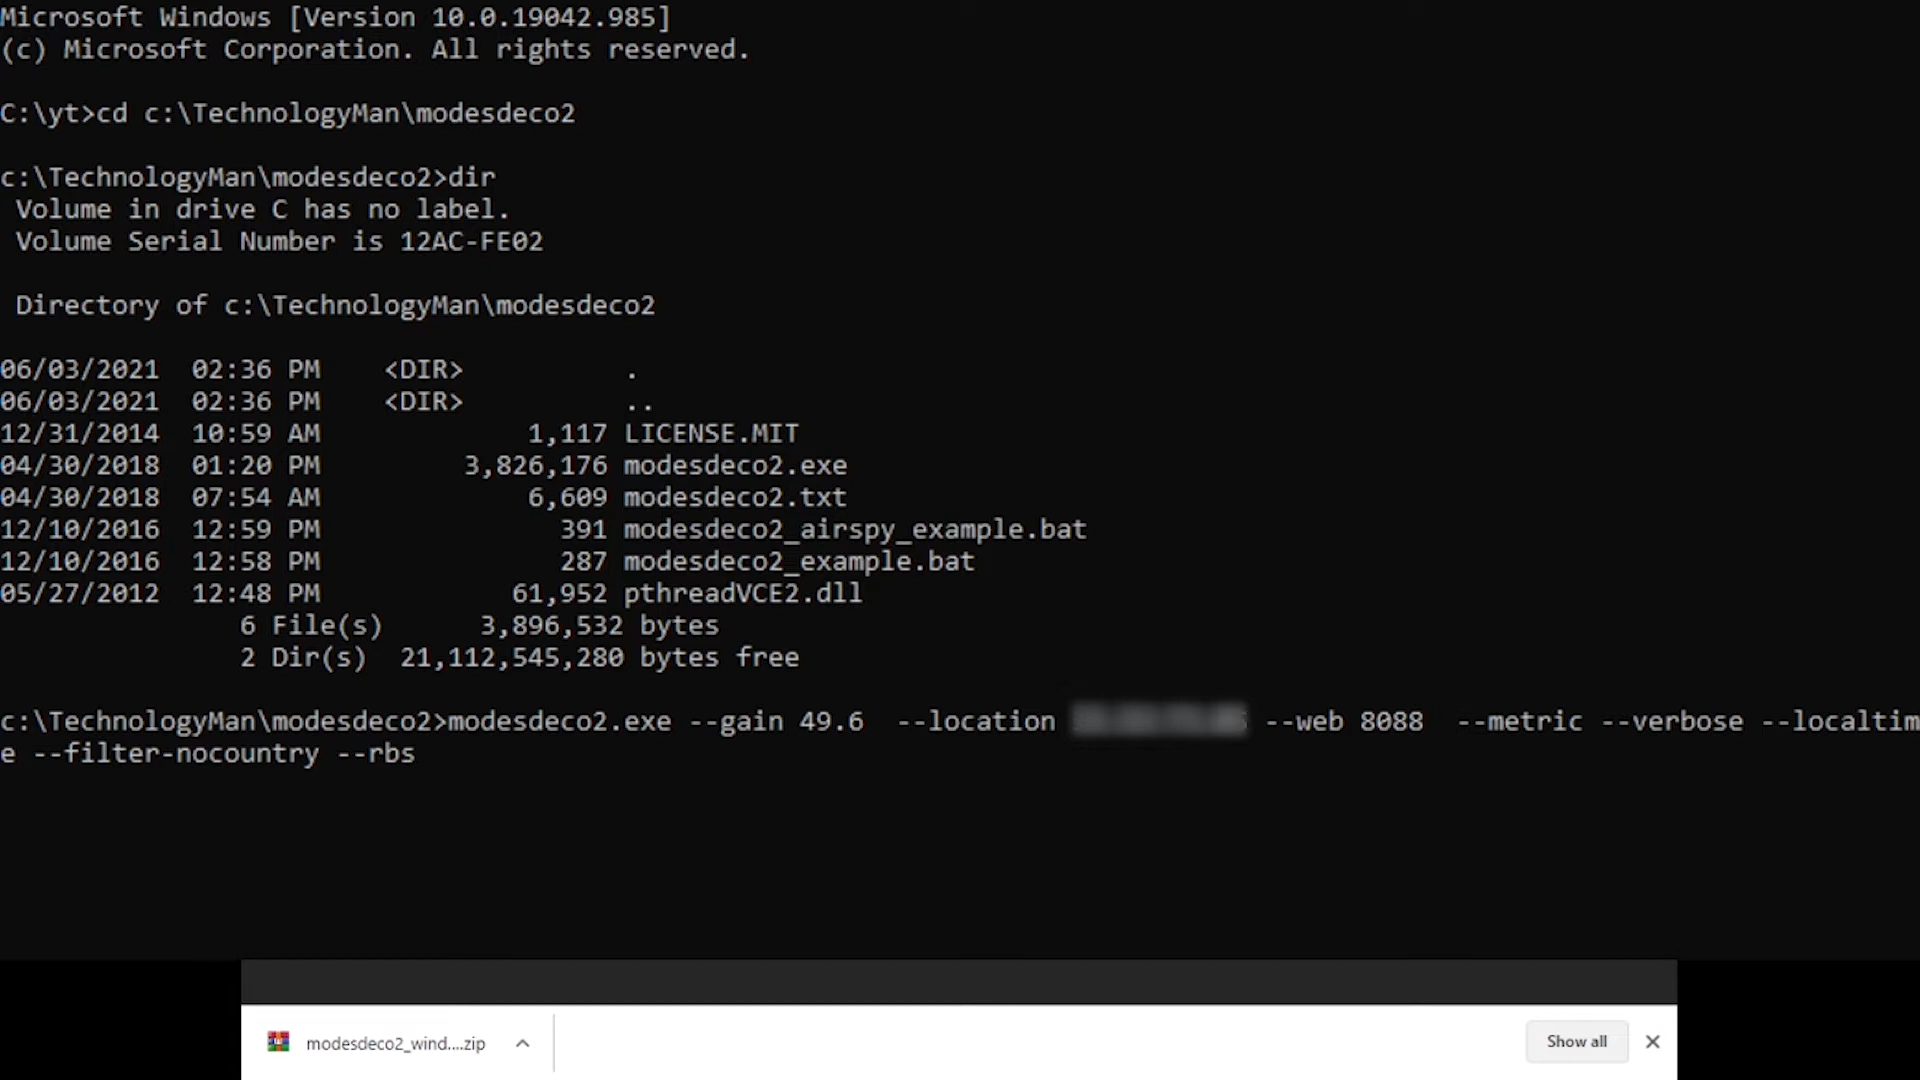 Microsoft Windows [Version 10.0.19042.985]
(c) Microsoft Corporation. All rights reserved.
C:\yt>cd c:\TechnologyMan\modesdeco2
c:\TechnologyMan\modesdeco2>dir
Volume in drive C has no label.
Volume Serial Number is 12AC-FE02
Directory of c:\TechnologyMan\modesdeco2
06/03/2021  02:36 PM    <DIR>          .
06/03/2021  02:36 PM    <DIR>          ..
12/31/2014  10:59 AM             1,117 LICENSE.MIT
04/30/2018  01:20 PM         3,826,176 modesdeco2.exe
04/30/2018  07:54 AM             6,609 modesdeco2.txt
12/10/2016  12:59 PM               391 modesdeco2_airspy_example.bat
12/10/2016  12:58 PM               287 modesdeco2_example.bat
05/27/2012  12:48 PM            61,952 pthreadVCE2.dll
6 File(s)      3,896,532 bytes
2 Dir(s)  21,112,545,280 bytes free
c:\TechnologyMan\modesdeco2>modesdeco2.exe --gain 49.6  --location --web 8088  --metric --verbose --localtim
e --filter-nocountry --rbs
modesdeco2_wind....zip
Show all